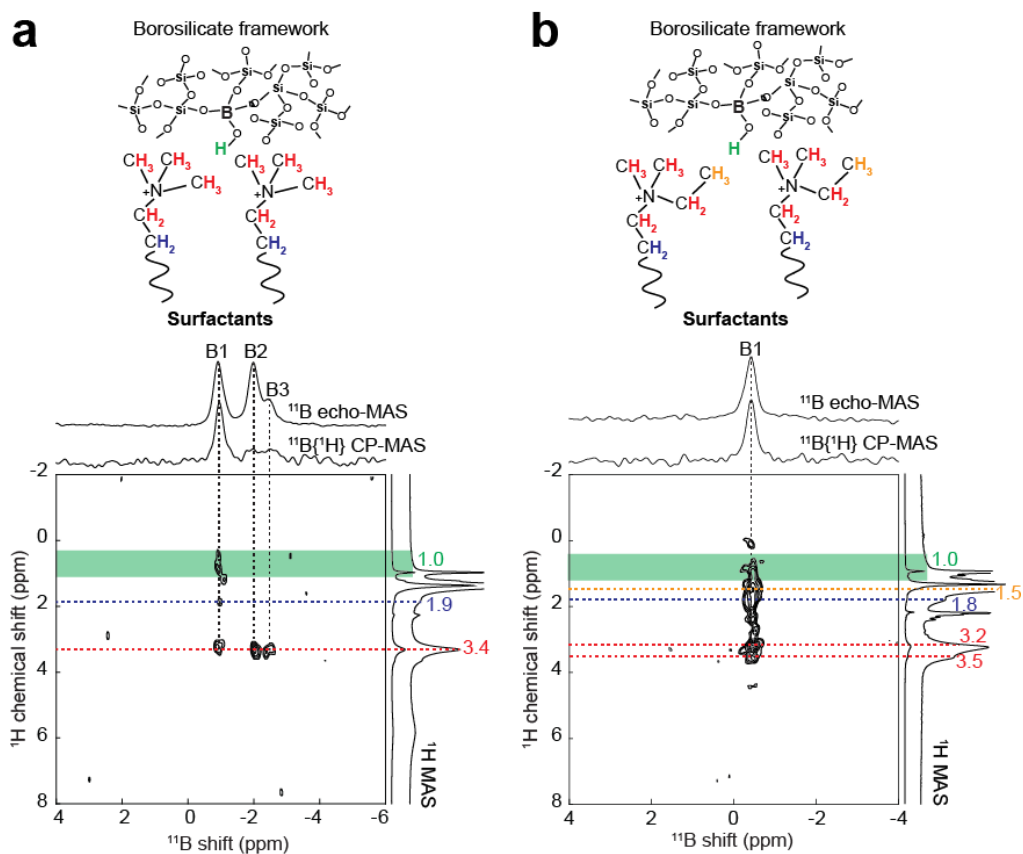 a
Borosilicate framework
O O O O O
Si O Si O Si O
O O Si O Si O
Si O Si O B O Si O Si
O O O O
H
CH3 CH3 CH3 CH3
+N CH3 +N CH3
CH2 CH2
CH2 CH2
Surfactants
B1 B2
B3
11B echo-MAS
11B{1H} CP-MAS
-2
0
2
4
6
8
1H chemical shift (ppm)
1.0
1.9
3.4
1H MAS
4 2 0 -2 -4 -6
11B shift (ppm)
b
Borosilicate framework
O O O O O
Si O Si O Si O
O O Si O Si O
Si O Si O B O Si O Si
O O O O
H
CH3 CH3 CH3 CH3 CH3 CH3
+N CH2 +N CH2
CH2 CH2
CH2 CH2
Surfactants
B1
11B echo-MAS
11B{1H} CP-MAS
-2
0
2
4
6
8
1H chemical shift (ppm)
1.0
1.5
1.8
3.2
3.5
1H MAS
4 2 0 -2 -4
11B shift (ppm)